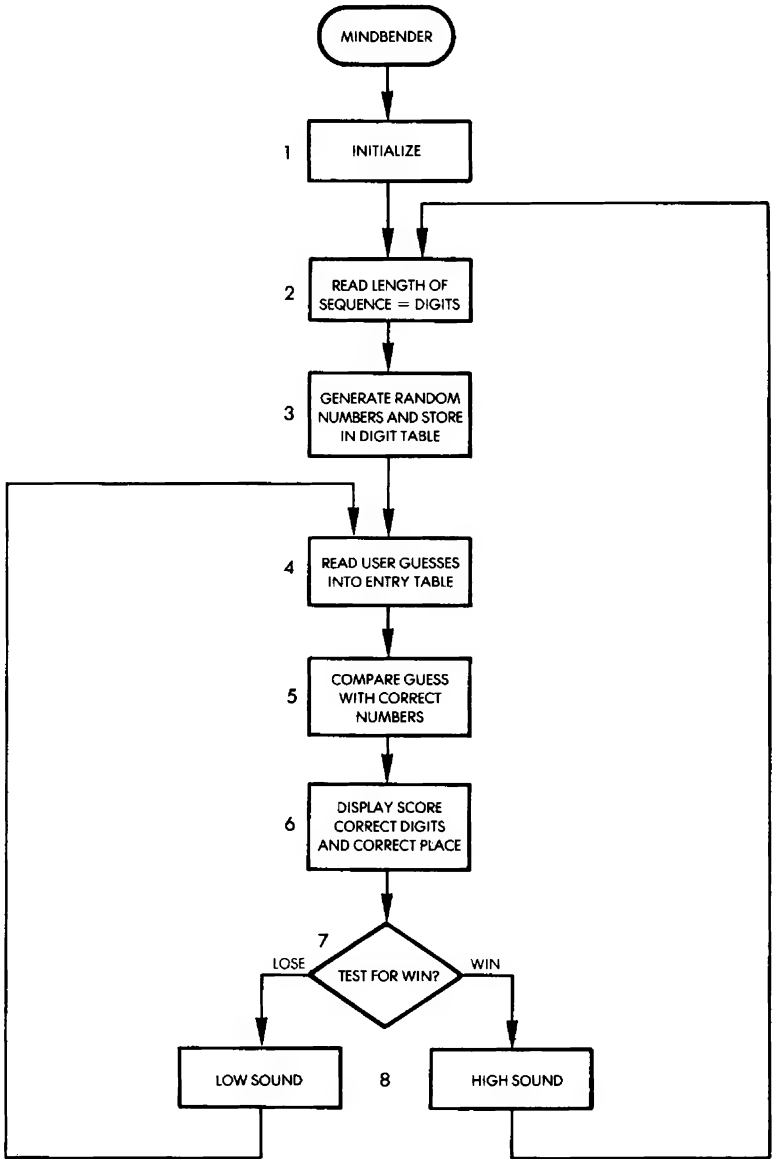 MINDBENDER
1
INITIALIZE
2
READ LENGTH OF
SEQUENCE = DIGITS
3
GENERATE RANDOM
NUMBERS AND STORE
IN DIGIT TABLE
4
READ USER GUESSES
INTO ENTRY TABLE
5
COMPARE GUESS
WITH CORRECT
NUMBERS
6
DISPLAY SCORE
CORRECT DIGITS
AND CORRECT PLACE
7
LOSE
TEST FOR WIN?
WIN
LOW SOUND
8
HIGH SOUND